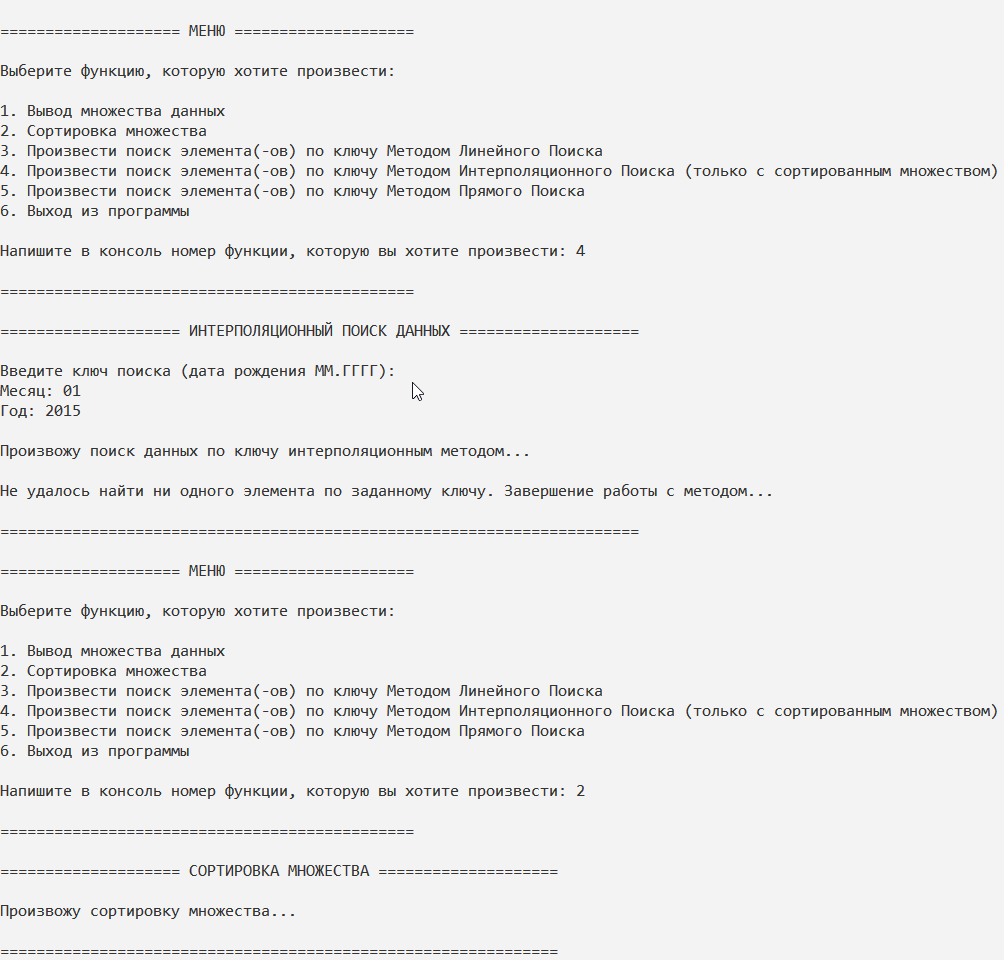 ==================== МЕНЮ ====================
Выберите функцию, которую хотите произвести:
1. Вывод множества данных
2. Сортировка множества
3. Произвести поиск элемента(-ов) по ключу Методом Линейного Поиска
4. Произвести поиск элемента(-ов) по ключу Методом Интерполяционного Поиска (только с сортированным множеством)
5. Произвести поиск элемента(-ов) по ключу Методом Прямого Поиска
6. Выход из программы
Напишите в консоль номер функции, которую вы хотите произвести: 4
==============================================
==================== ИНТЕРПОЛЯЦИОННЫЙ ПОИСК ДАННЫХ ====================
Введите ключ поиска (дата рождения ММ.ГГГГ):
Месяц: 01
Год: 2015
Произвожу поиск данных по ключу интерполяционным методом...
Не удалось найти ни одного элемента по заданному ключу. Завершение работы с методом...
=======================================================================
==================== МЕНЮ ====================
Выберите функцию, которую хотите произвести:
1. Вывод множества данных
2. Сортировка множества
3. Произвести поиск элемента(-ов) по ключу Методом Линейного Поиска
4. Произвести поиск элемента(-ов) по ключу Методом Интерполяционного Поиска (только с сортированным множеством)
5. Произвести поиск элемента(-ов) по ключу Методом Прямого Поиска
6. Выход из программы
Напишите в консоль номер функции, которую вы хотите произвести: 2
==============================================
==================== СОРТИРОВКА МНОЖЕСТВА ====================
Произвожу сортировку множества...
==============================================================